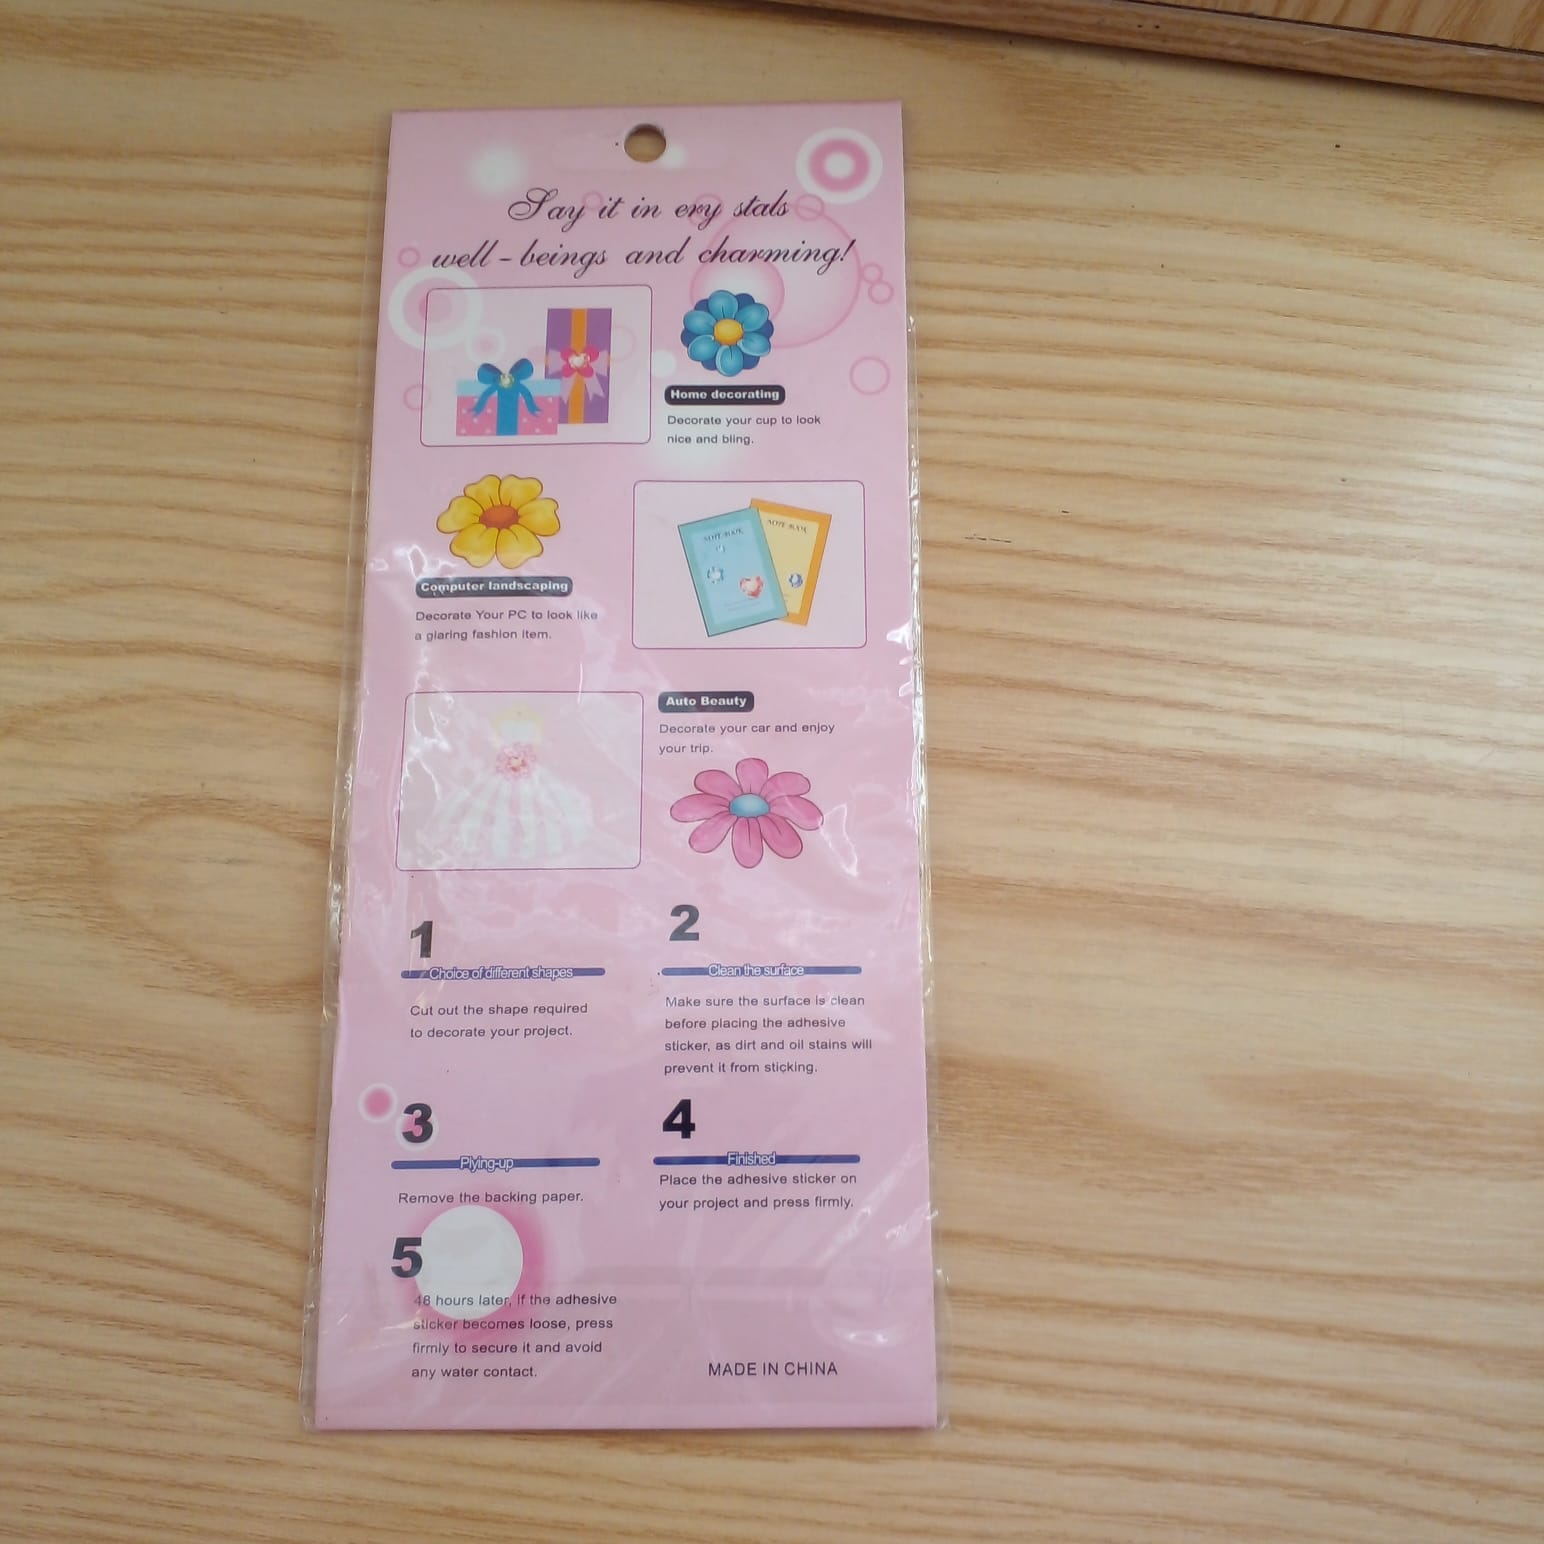 Say it in ery stals
well-beings and charming!
Home decorating
Decorate your cup to look
nice and bling.
NOTE-BOOK
NOTE-BOOK
Computer landscaping
Decorate Your PC to look like
a glaring fashion item.
Auto Beauty
Decorate your car and enjoy
your trip.
1
Choice of different shapes
Cut out the shape required
to decorate your project.
2
Clean the surface
Make sure the surface is clean
before placing the adhesive
sticker, as dirt and oil stains will
prevent it from sticking.
3
Plying-up
Remove the backing paper.
4
Finished
Place the adhesive sticker on
your project and press firmly.
5
48 hours later, if the adhesive
sticker becomes loose, press
firmly to secure it and avoid
any water contact.
MADE IN CHINA